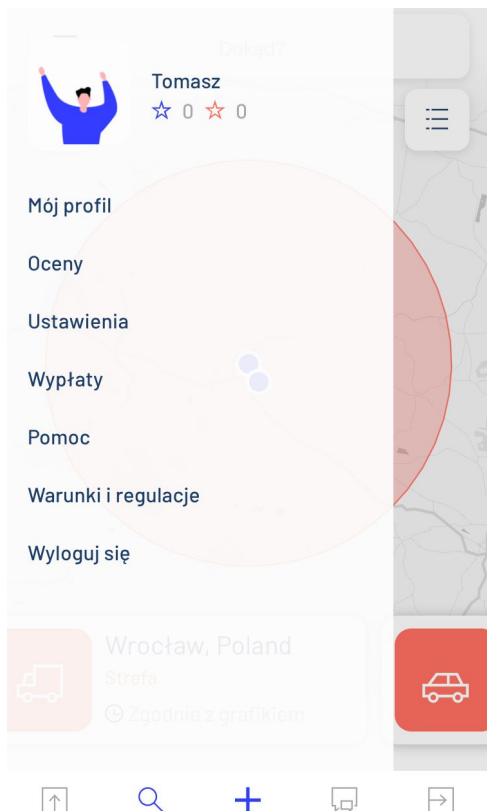 Dokąd?
Tomasz
0 0
Mój profil
Oceny
Ustawienia
Wypłaty
Pomoc
Warunki i regulacje
Wyloguj się
Wrocław, Poland
Strefa
Zgodnie z grafikiem